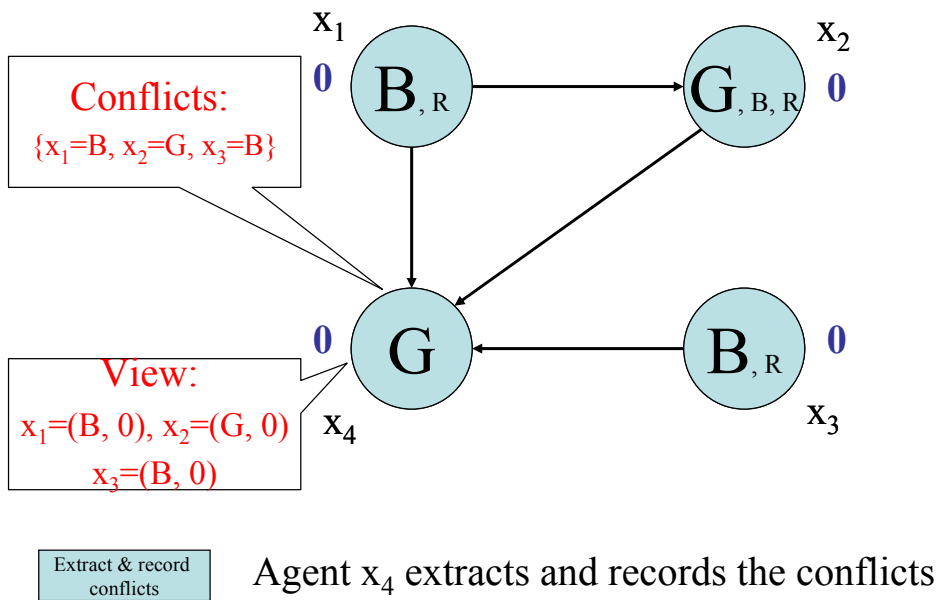 x₁
x₂
0
B, R
G, B, R
0
Conflicts:
{x₁=B, x₂=G, x₃=B}
0
G
B, R
0
View:
x₁=(B, 0), x₂=(G, 0)
x₃=(B, 0)
x₄
x₃
Extract & record
conflicts
Agent x₄ extracts and records the conflicts